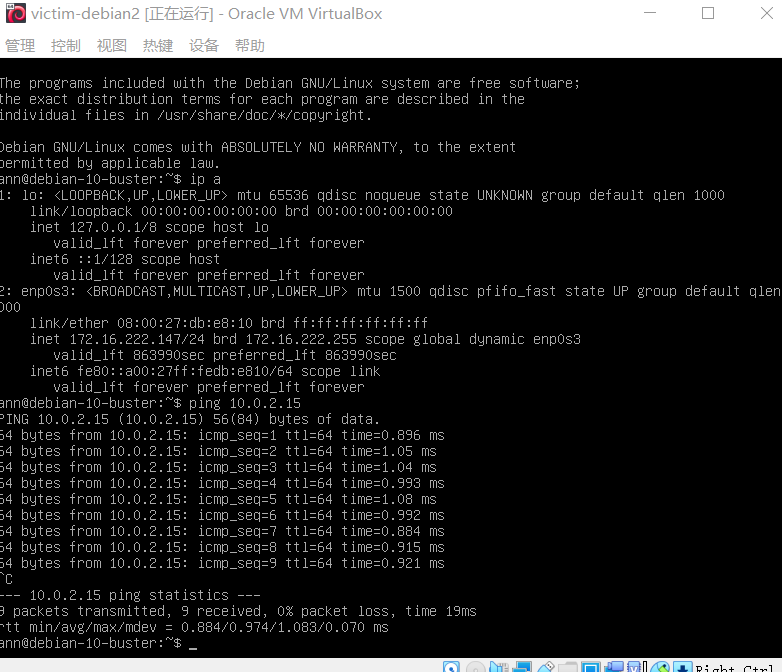 victim-debian2 [正在运行] - Oracle VM VirtualBox
管理 控制 视图 热键 设备 帮助
The programs included with the Debian GNU/Linux system are free software;
the exact distribution terms for each program are described in the
individual files in /usr/share/doc/*/copyright.
Debian GNU/Linux comes with ABSOLUTELY NO WARRANTY, to the extent
permitted by applicable law.
ann@debian-10-buster:~$ ip a
1: lo: <LOOPBACK,UP,LOWER_UP> mtu 65536 qdisc noqueue state UNKNOWN group default qlen 1000
link/loopback 00:00:00:00:00:00 brd 00:00:00:00:00:00
inet 127.0.0.1/8 scope host lo
valid_lft forever preferred_lft forever
inet6 ::1/128 scope host
valid_lft forever preferred_lft forever
2: enp0s3: <BROADCAST,MULTICAST,UP,LOWER_UP> mtu 1500 qdisc pfifo_fast state UP group default qlen
000
link/ether 08:00:27:db:e8:10 brd ff:ff:ff:ff:ff:ff
inet 172.16.222.147/24 brd 172.16.222.255 scope global dynamic enp0s3
valid_lft 863990sec preferred_lft 863990sec
inet6 fe80::a00:27ff:fedb:e810/64 scope link
valid_lft forever preferred_lft forever
ann@debian-10-buster:~$ ping 10.0.2.15
PING 10.0.2.15 (10.0.2.15) 56(84) bytes of data.
64 bytes from 10.0.2.15: icmp_seq=1 ttl=64 time=0.896 ms
64 bytes from 10.0.2.15: icmp_seq=2 ttl=64 time=1.05 ms
64 bytes from 10.0.2.15: icmp_seq=3 ttl=64 time=1.04 ms
64 bytes from 10.0.2.15: icmp_seq=4 ttl=64 time=0.993 ms
64 bytes from 10.0.2.15: icmp_seq=5 ttl=64 time=1.08 ms
64 bytes from 10.0.2.15: icmp_seq=6 ttl=64 time=0.992 ms
64 bytes from 10.0.2.15: icmp_seq=7 ttl=64 time=0.884 ms
64 bytes from 10.0.2.15: icmp_seq=8 ttl=64 time=0.915 ms
64 bytes from 10.0.2.15: icmp_seq=9 ttl=64 time=0.921 ms
^C
--- 10.0.2.15 ping statistics ---
9 packets transmitted, 9 received, 0% packet loss, time 19ms
rtt min/avg/max/mdev = 0.884/0.974/1.083/0.070 ms
ann@debian-10-buster:~$ _
Right Ctrl